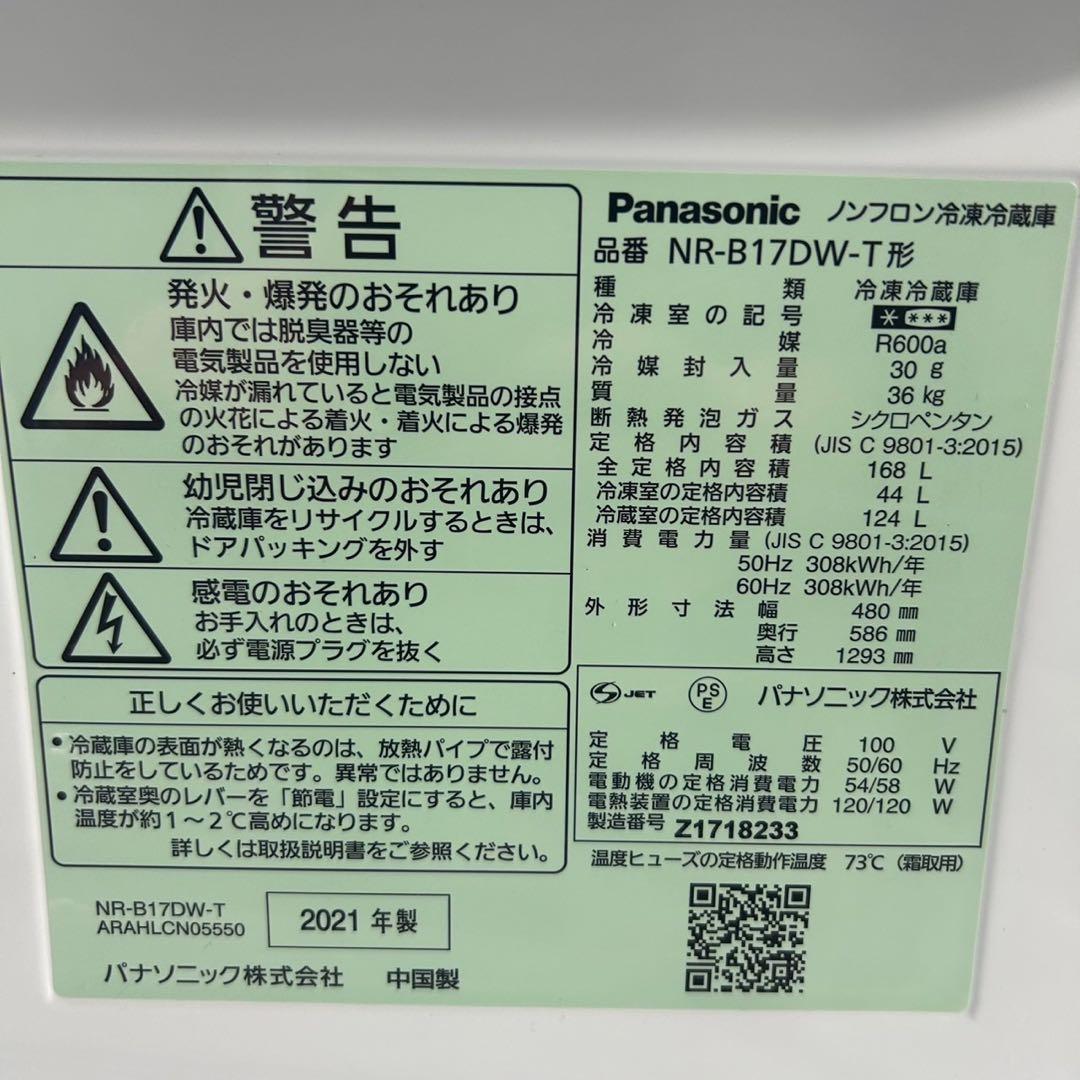 警告
発火・爆発のおそれあり
庫内では脱臭器等の
電気製品を使用しない
冷媒が漏れていると電気製品の接点
の火花による着火・着火による爆発
のおそれがあります
幼児閉じ込みのおそれあり
冷蔵庫をリサイクルするときは、
ドアパッキングを外す
感電のおそれあり
お手入れのときは、
必ず電源プラグを抜く
正しくお使いいただくために
• 冷蔵庫の表面が熱くなるのは、放熱パイプで露付
防止をしているためです。異常ではありません。
• 冷蔵室奥のレバーを「節電」設定にすると、庫内
温度が約1～2℃高めになります。
詳しくは取扱説明書をご参照ください。
NR-B17DW-T
ARAHLCN05550
2021 年製
パナソニック株式会社 中国製
Panasonic ノンフロン冷凍冷蔵庫
品番 NR-B17DW-T形
種類 冷凍冷蔵庫
冷凍室の記号 * ***
冷媒 R600a
冷媒封入量 30 g
質量 36 kg
断熱発泡ガス シクロペンタン
定格内容積 (JIS C 9801-3:2015)
全定格内容積 168 L
冷凍室の定格内容積 44 L
冷蔵室の定格内容積 124 L
消費電力量 (JIS C 9801-3:2015)
50Hz 308kWh/年
60Hz 308kWh/年
外形寸法 幅 480 mm
奥行 586 mm
高さ 1293 mm
S JET PS E パナソニック株式会社
定格電圧 100 V
定格周波数 50/60 Hz
電動機の定格消費電力 54/58 W
電熱装置の定格消費電力 120/120 W
製造番号 Z1718233
温度ヒューズの定格動作温度 73℃（霜取用）